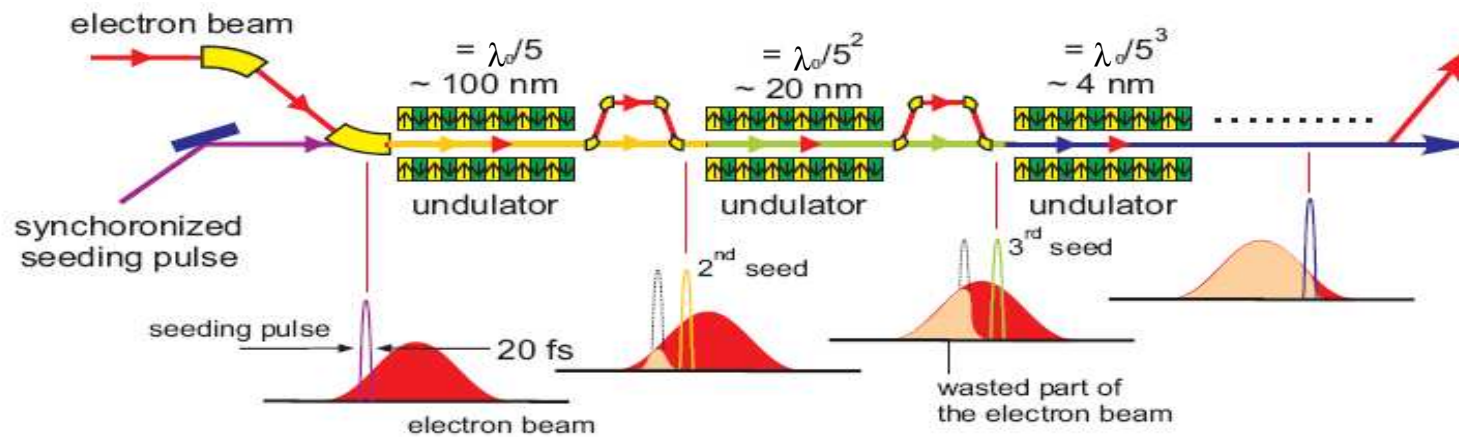 electron beam
= λ₀/5
~ 100 nm
= λ₀/5²
~ 20 nm
= λ₀/5³
~ 4 nm
synchoronized
seeding pulse
undulator
undulator
undulator
2nd seed
3rd seed
seeding pulse
20 fs
electron beam
wasted part of
the electron beam